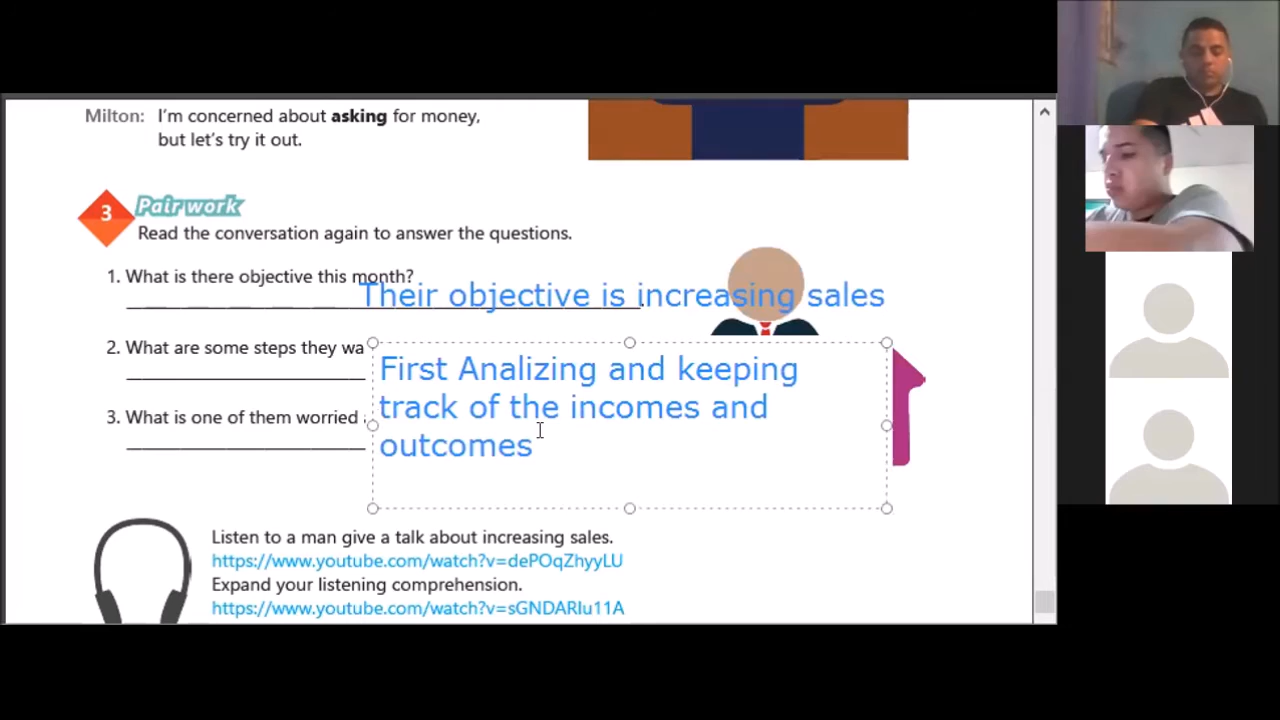 Milton: I'm concerned about asking for money,
but let's try it out.
3 Pair work
Read the conversation again to answer the questions.
1. What is there objective this month?
Their objective is increasing sales
2. What are some steps they wa
First Analizing and keeping
track of the incomes and
outcomes
3. What is one of them worried
Listen to a man give a talk about increasing sales.
https://www.youtube.com/watch?v=dePOqZhyyLU
Expand your listening comprehension.
https://www.youtube.com/watch?v=sGNDARIu11A